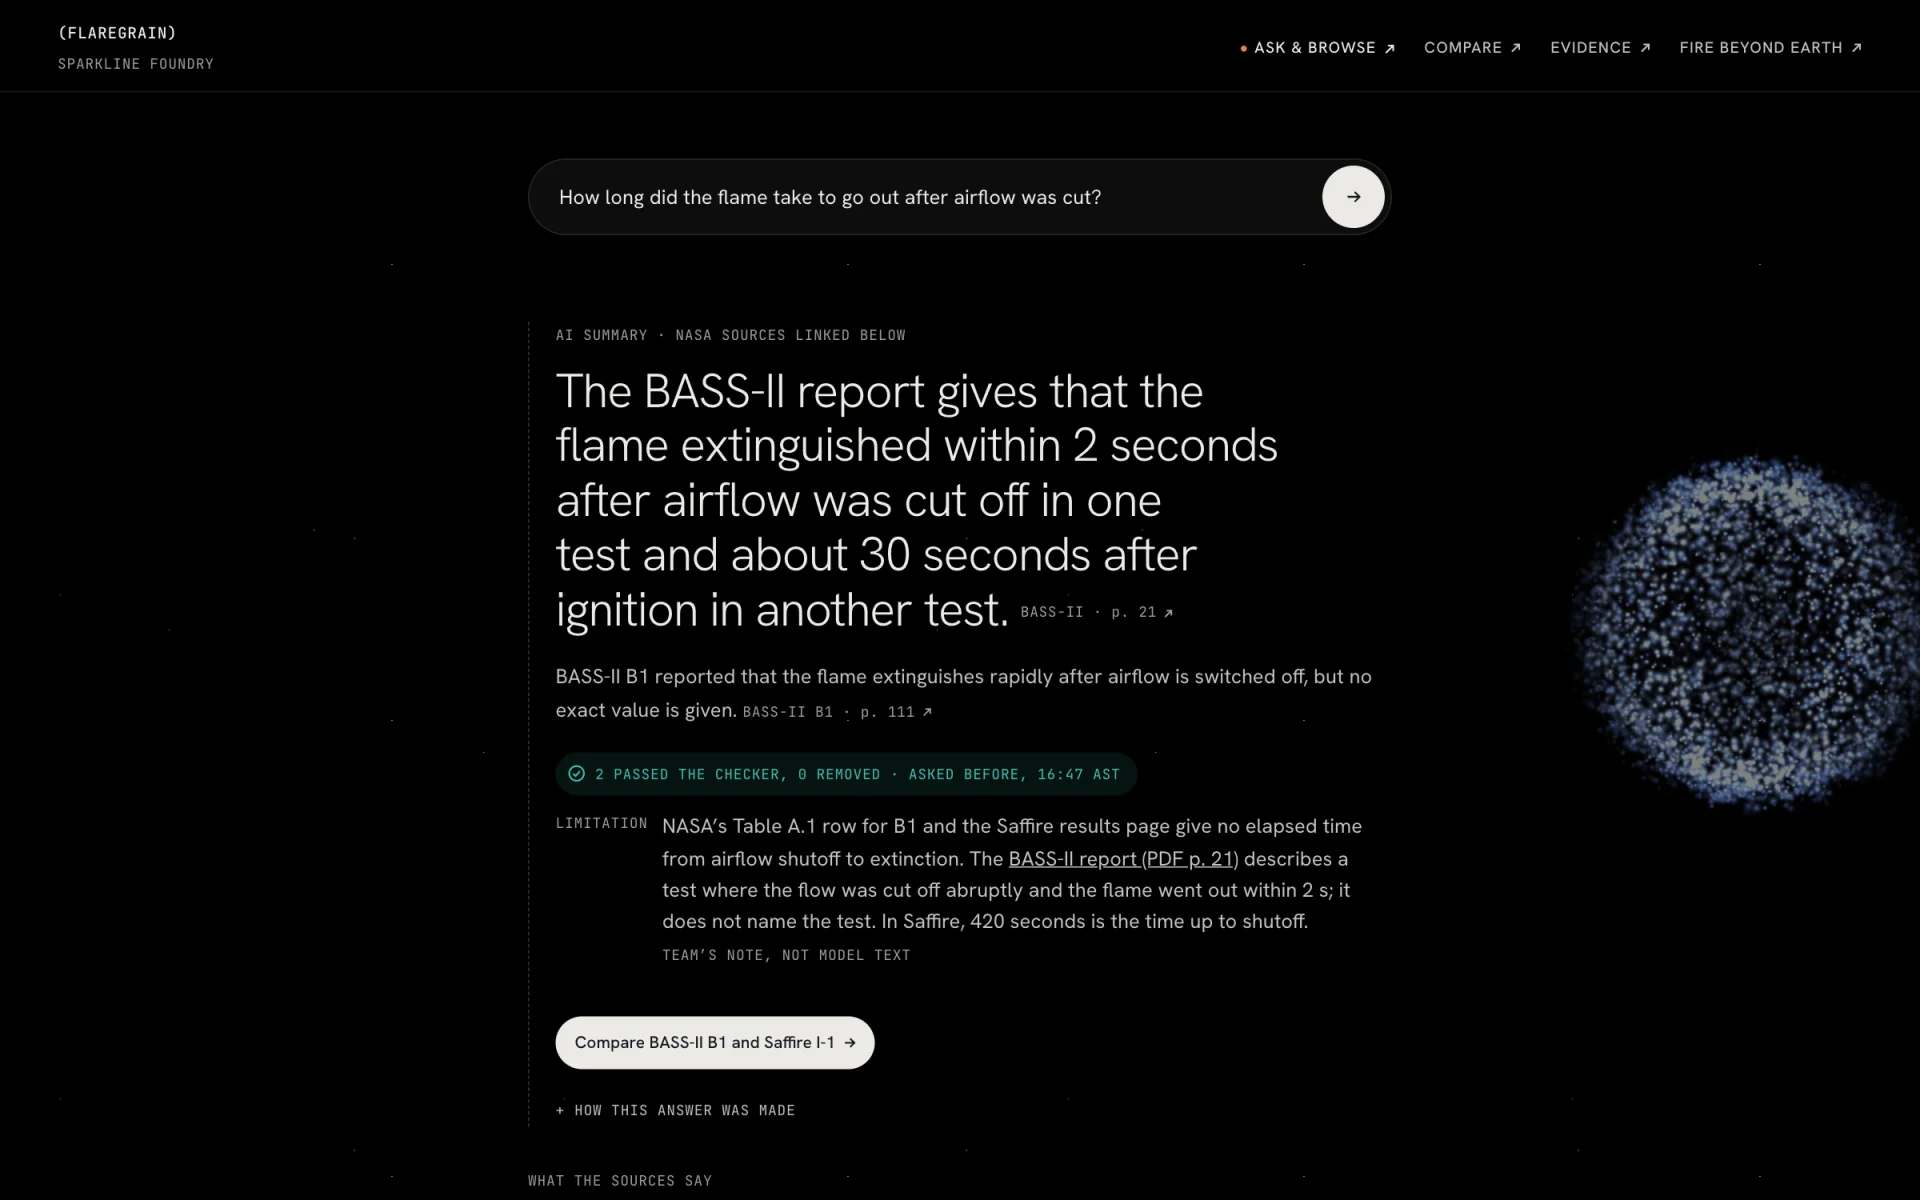 (FLAREGRAIN)
SPARKLINE FOUNDRY
ASK & BROWSE ↗
COMPARE ↗
EVIDENCE ↗
FIRE BEYOND EARTH ↗
How long did the flame take to go out after airflow was cut?
→
AI SUMMARY · NASA SOURCES LINKED BELOW
The BASS-II report gives that the
flame extinguished within 2 seconds
after airflow was cut off in one
test and about 30 seconds after
ignition in another test. BASS-II · p. 21 ↗
BASS-II B1 reported that the flame extinguishes rapidly after airflow is switched off, but no
exact value is given. BASS-II B1 · p. 111 ↗
2 PASSED THE CHECKER, 0 REMOVED · ASKED BEFORE, 16:47 AST
LIMITATION
NASA’s Table A.1 row for B1 and the Saffire results page give no elapsed time
from airflow shutoff to extinction. The BASS-II report (PDF p. 21) describes a
test where the flow was cut off abruptly and the flame went out within 2 s; it
does not name the test. In Saffire, 420 seconds is the time up to shutoff.
TEAM’S NOTE, NOT MODEL TEXT
Compare BASS-II B1 and Saffire I-1 →
+ HOW THIS ANSWER WAS MADE
WHAT THE SOURCES SAY